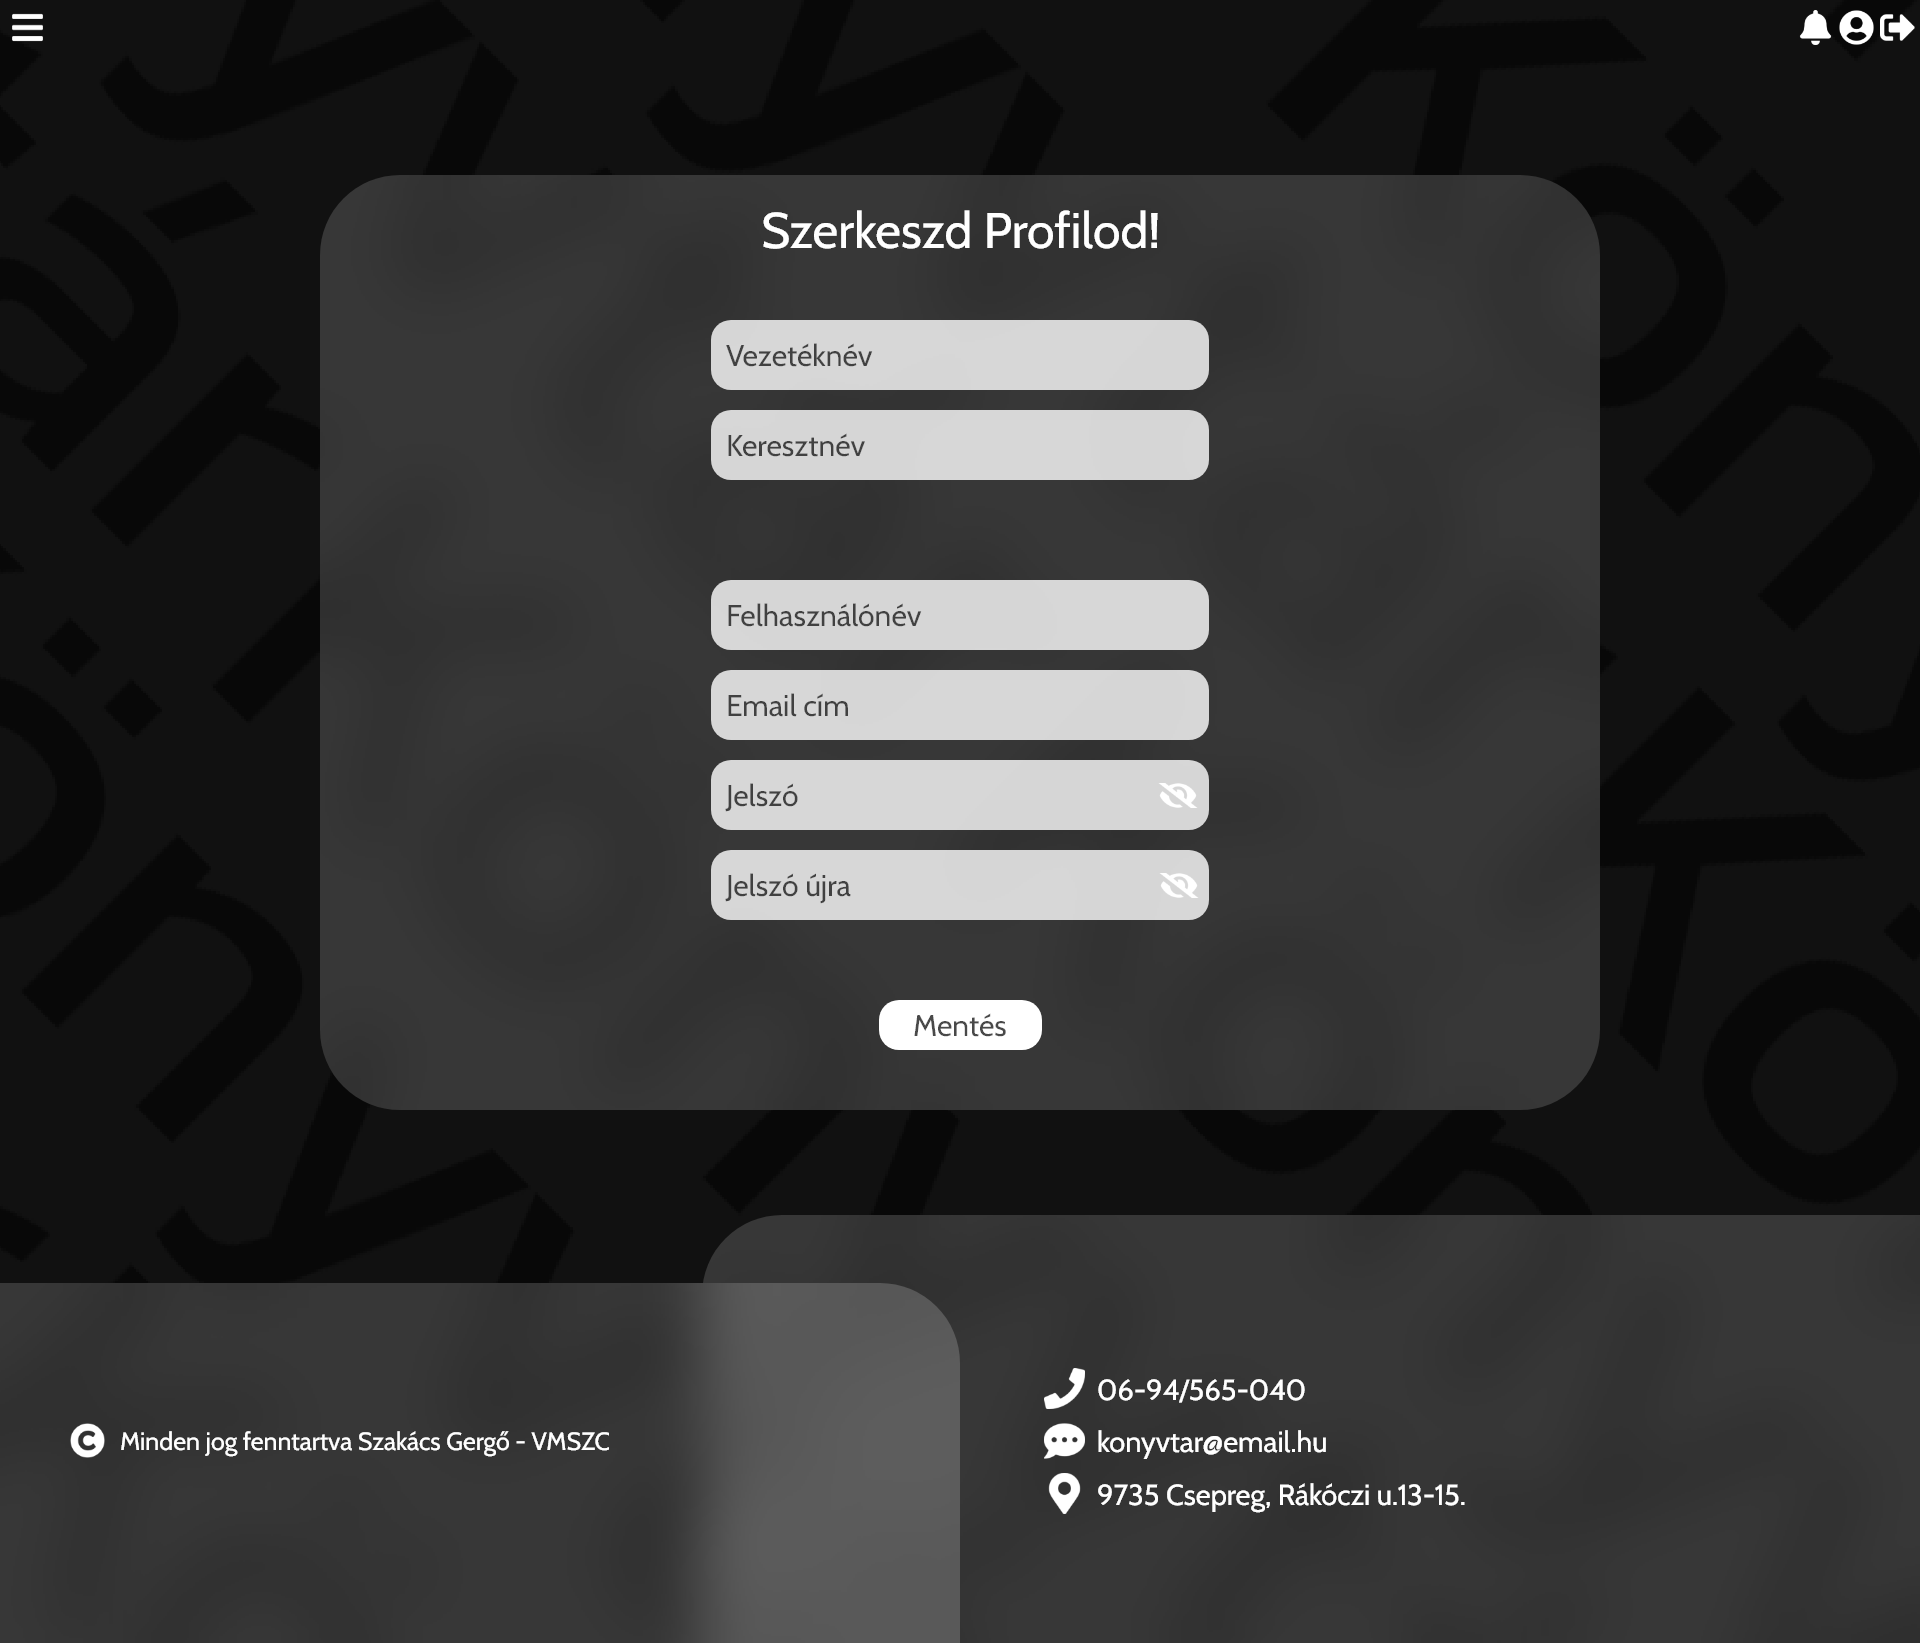 Szerkeszd Profilod!
Vezetéknév
Keresztnév
Felhasználónév
Email cím
Jelszó
Jelszó újra
Mentés
Minden jog fenntartva Szakács Gergő - VMSZC
06-94/565-040
konyvtar@email.hu
9735 Csepreg, Rákóczi u.13-15.